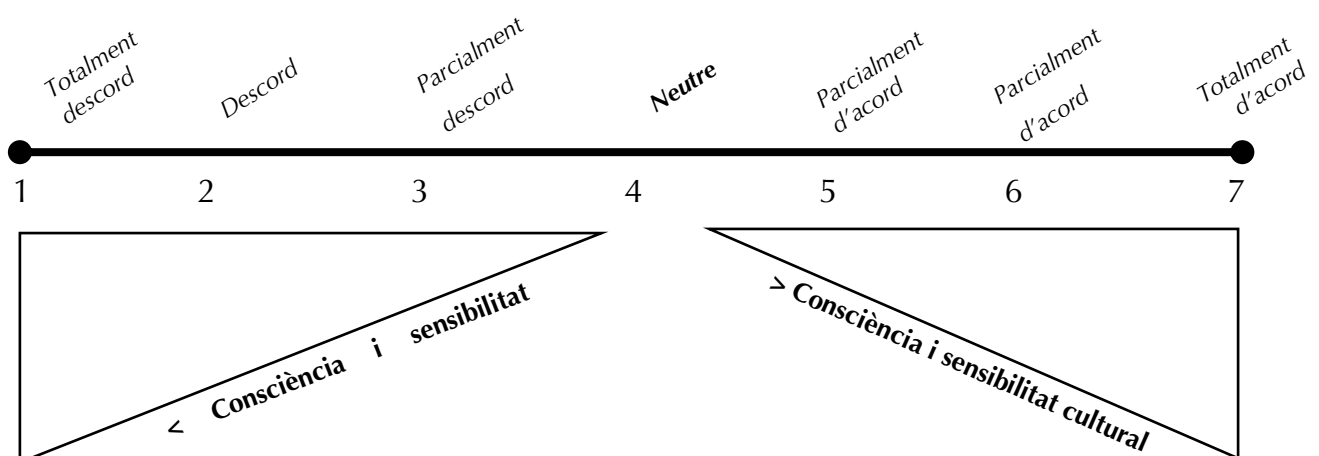 Totalment
descord
Descord
Parcialment
descord
Neutre
Parcialment
d'acord
Parcialment
d'acord
Totalment
d'acord
1 2 3 4 5 6 7
< Consciència i sensibilitat
> Consciència i sensibilitat cultural